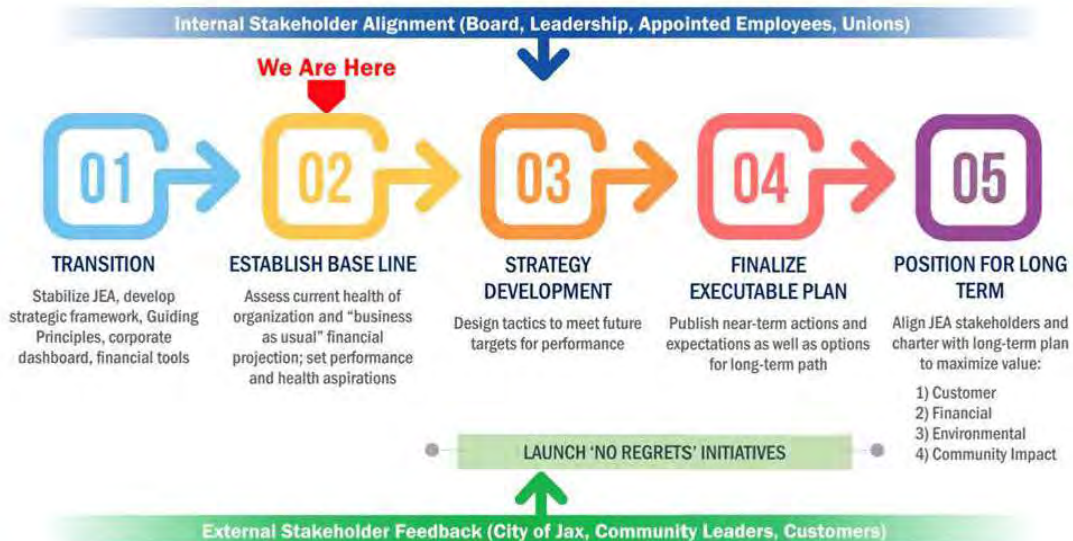 Internal Stakeholder Alignment (Board, Leadership, Appointed Employees, Unions)
We Are Here
01
02
03
04
05
TRANSITION
Stabilize JEA, develop
strategic framework, Guiding
Principles, corporate
dashboard, financial tools
ESTABLISH BASE LINE
Assess current health of
organization and “business
as usual” financial
projection; set performance
and health aspirations
STRATEGY
DEVELOPMENT
Design tactics to meet future
targets for performance
FINALIZE
EXECUTABLE PLAN
Publish near-term actions and
expectations as well as options
for long-term path
POSITION FOR LONG
TERM
Align JEA stakeholders and
charter with long-term plan
to maximize value:
1) Customer
2) Financial
3) Environmental
4) Community Impact
LAUNCH ‘NO REGRETS’ INITIATIVES
External Stakeholder Feedback (City of Jax, Community Leaders, Customers)